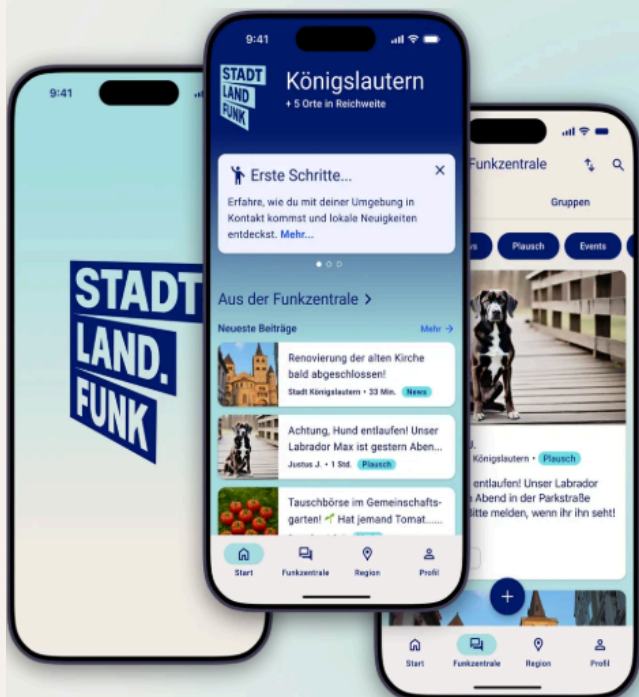 9:41
STADT
LAND.
FUNK
9:41
STADT
LAND
FUNK
Königslautern
+ 5 Orte in Reichweite
Erste Schritte...
Erfahre, wie du mit deiner Umgebung in
Kontakt kommst und lokale Neuigkeiten
entdeckst. Mehr...
Aus der Funkzentrale >
Neueste Beiträge
Mehr →
Renovierung der alten Kirche
bald abgeschlossen!
Stadt Königslautern • 33 Min. News
Achtung, Hund entlaufen! Unser
Labrador Max ist gestern Aben...
Justus J. • 1 Std. Plausch
Tauschbörse im Gemeinschafts-
garten! 🌱 Hat jemand Tomat......
Start
Funkzentrale
Region
Profil
Funkzentrale
Gruppen
Plausch
Events
Königslautern • Plausch
entlaufen! Unser Labrador
Abend in der Parkstraße
Bitte melden, wenn ihr ihn seht!
+
Start
Funkzentrale
Region
Profil